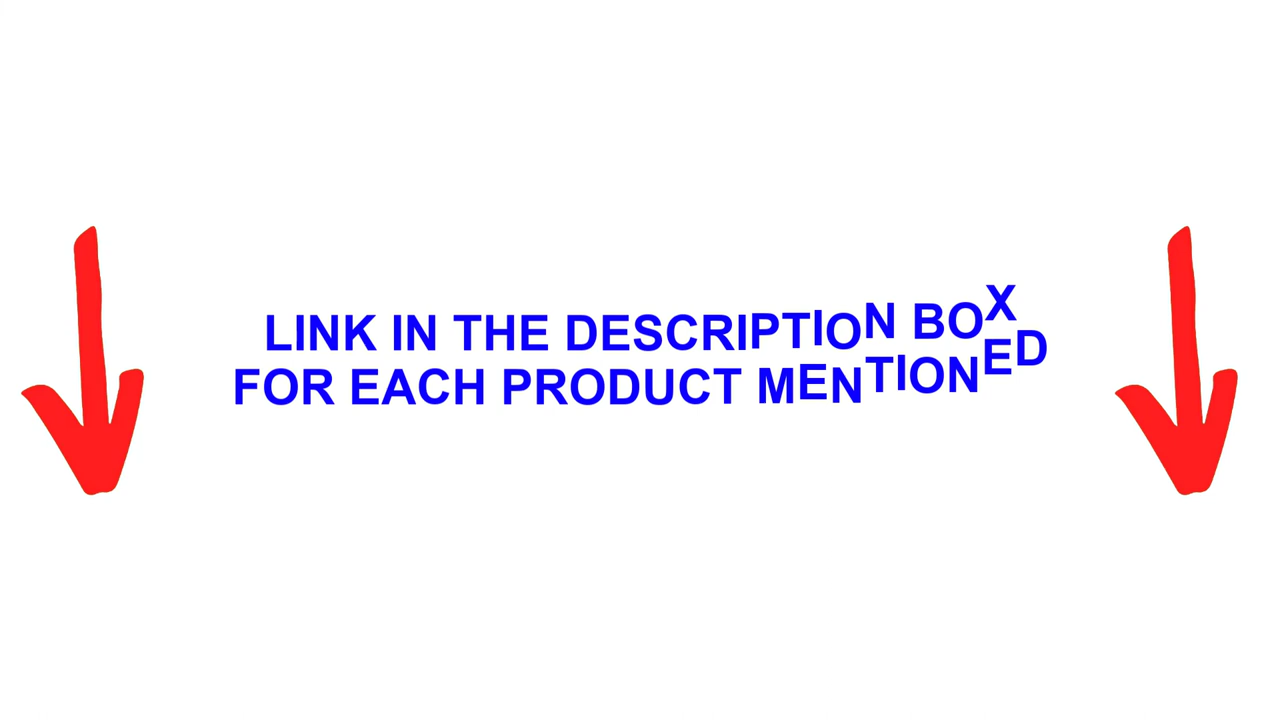 LINK IN THE DESCRIPTION BOX
FOR EACH PRODUCT MENTIONED